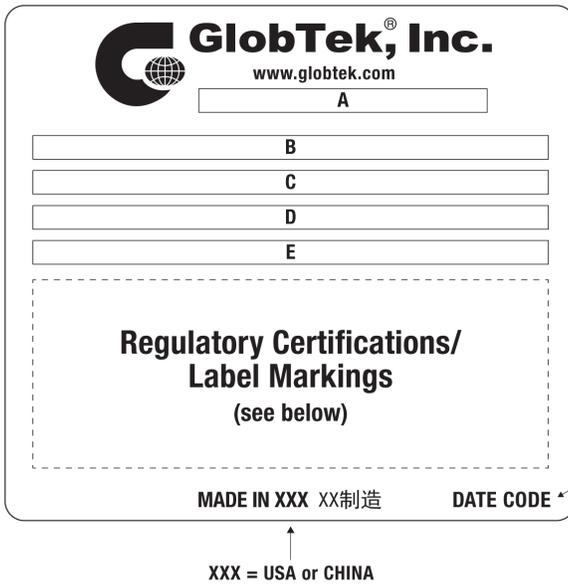 GlobTek,® Inc.
www.globtek.com
A
B
C
D
E
Regulatory Certifications/
Label Markings
(see below)
MADE IN XXX XX制造 DATE CODE
XXX = USA or CHINA